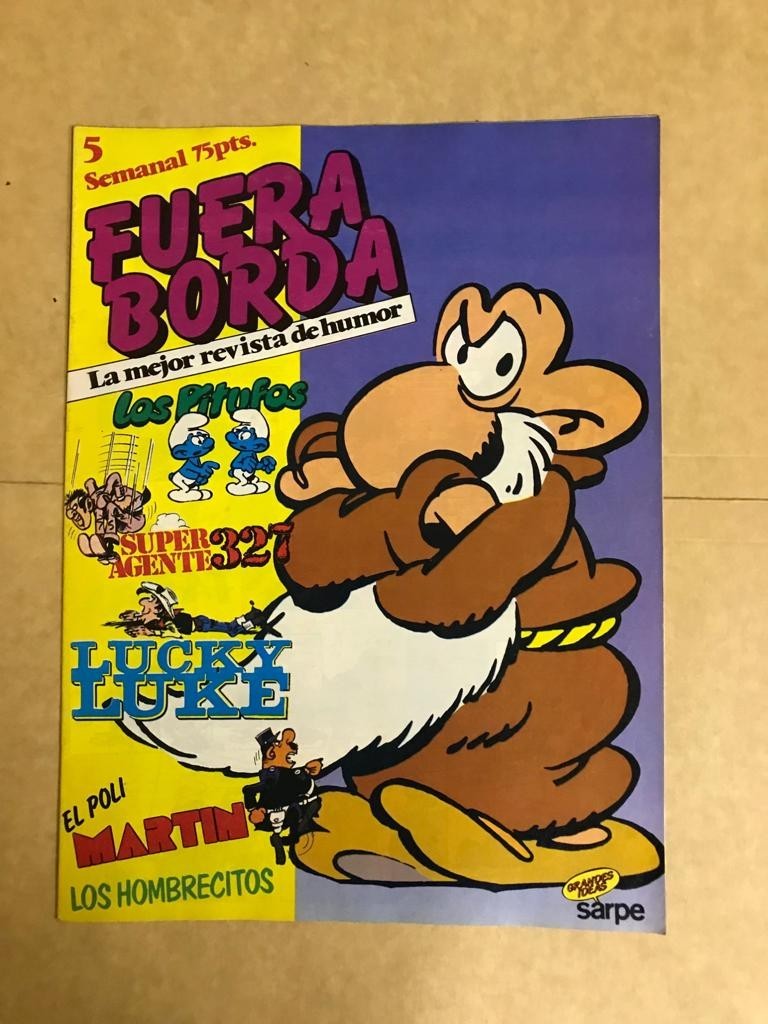 5
Semanal 75pts.
FUERA
BORDA
La mejor revista de humor
Los Pitufos
SUPER
AGENTE 327
LUCKY
LUKE
EL POLI
MARTIN
LOS HOMBRECITOS
GRANDES
IDEAS
sarpe